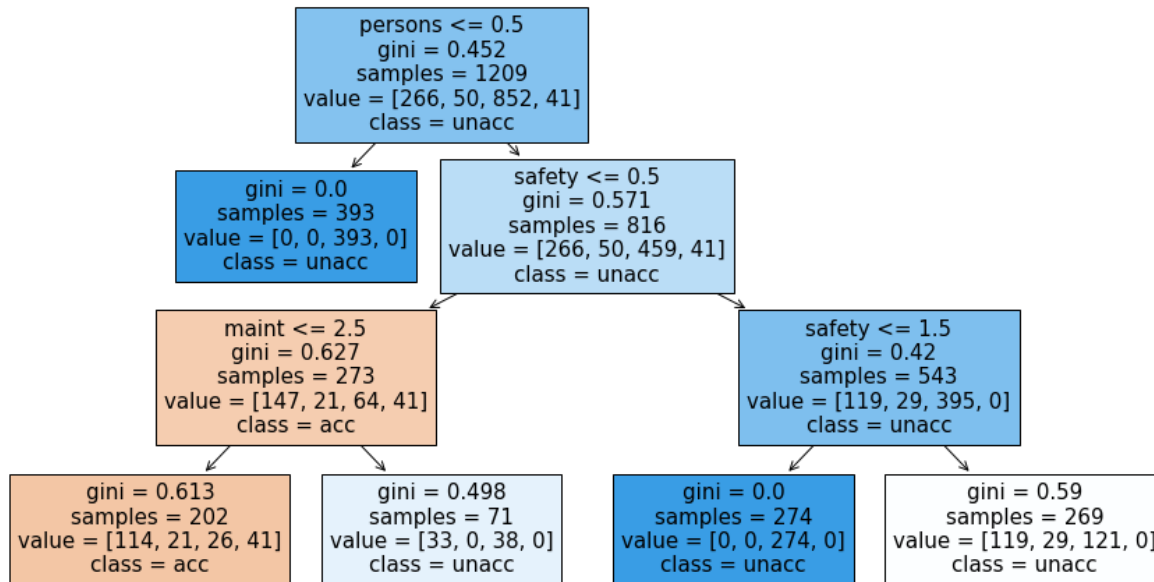 persons <= 0.5
gini = 0.452
samples = 1209
value = [266, 50, 852, 41]
class = unacc
gini = 0.0
samples = 393
value = [0, 0, 393, 0]
class = unacc
safety <= 0.5
gini = 0.571
samples = 816
value = [266, 50, 459, 41]
class = unacc
maint <= 2.5
gini = 0.627
samples = 273
value = [147, 21, 64, 41]
class = acc
safety <= 1.5
gini = 0.42
samples = 543
value = [119, 29, 395, 0]
class = unacc
gini = 0.613
samples = 202
value = [114, 21, 26, 41]
class = acc
gini = 0.498
samples = 71
value = [33, 0, 38, 0]
class = unacc
gini = 0.0
samples = 274
value = [0, 0, 274, 0]
class = unacc
gini = 0.59
samples = 269
value = [119, 29, 121, 0]
class = unacc